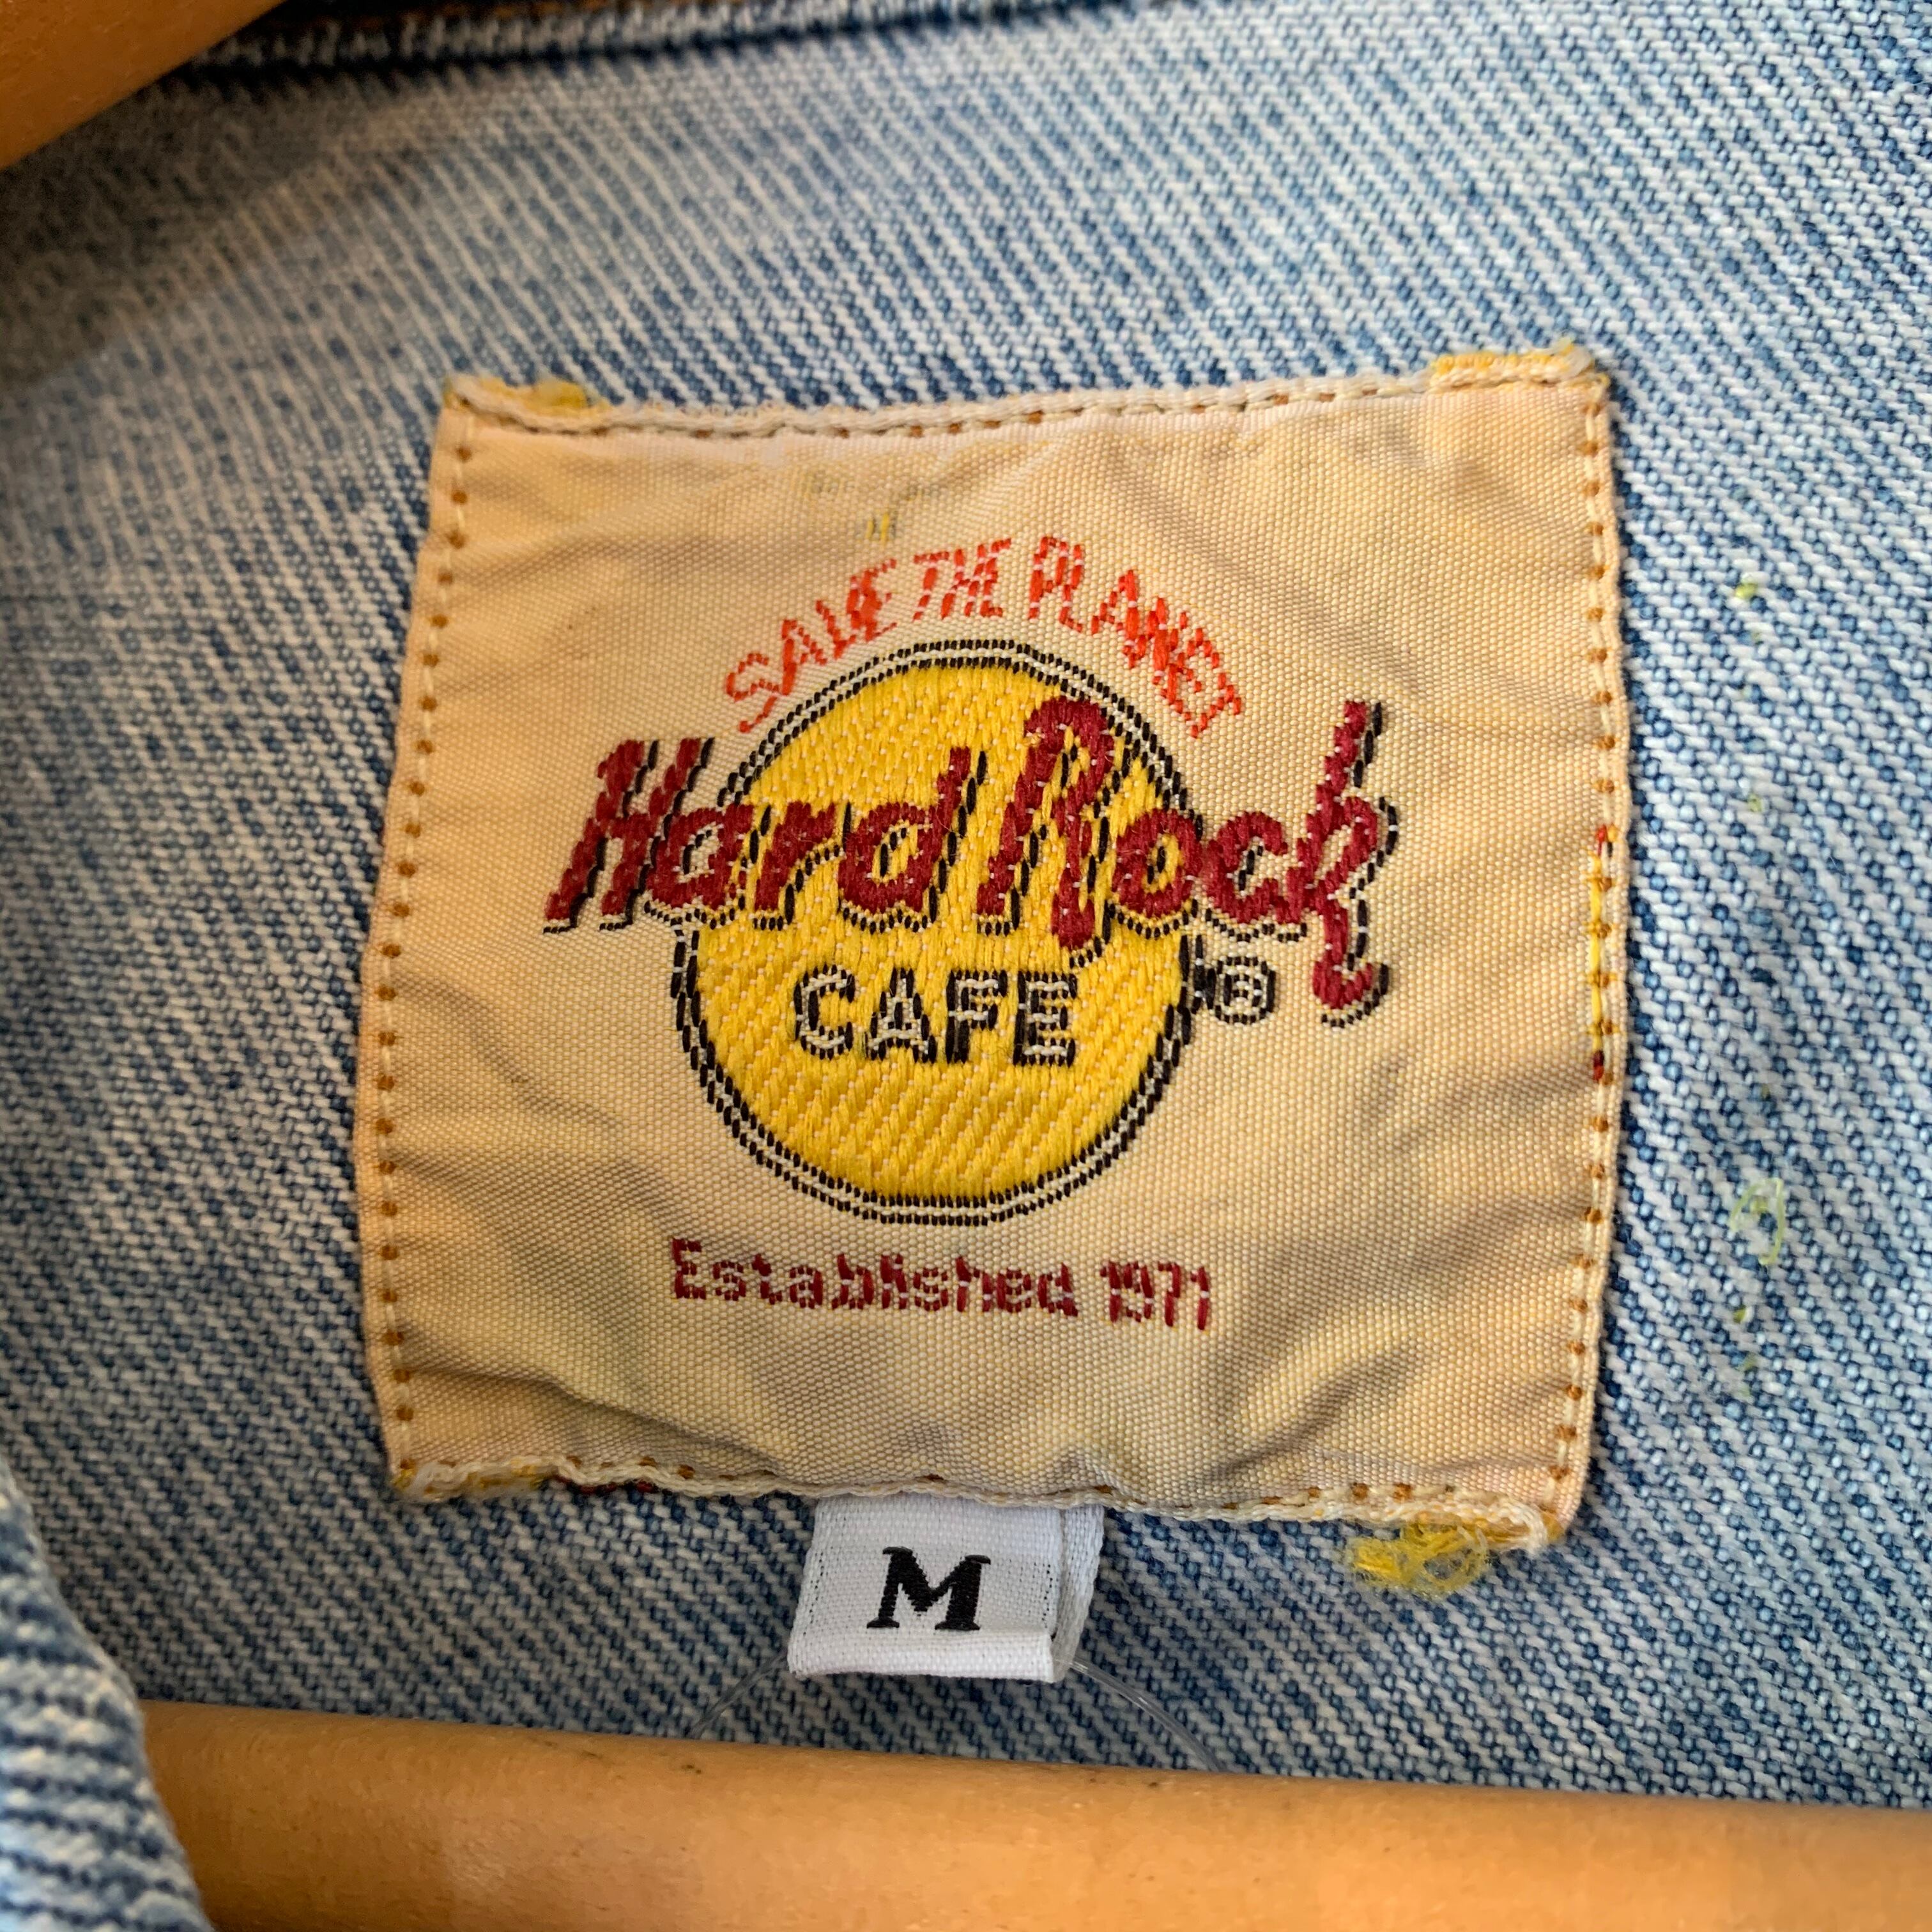 SAVE THE PLANET
Hard Rock
CAFE ®
Established 1971
M